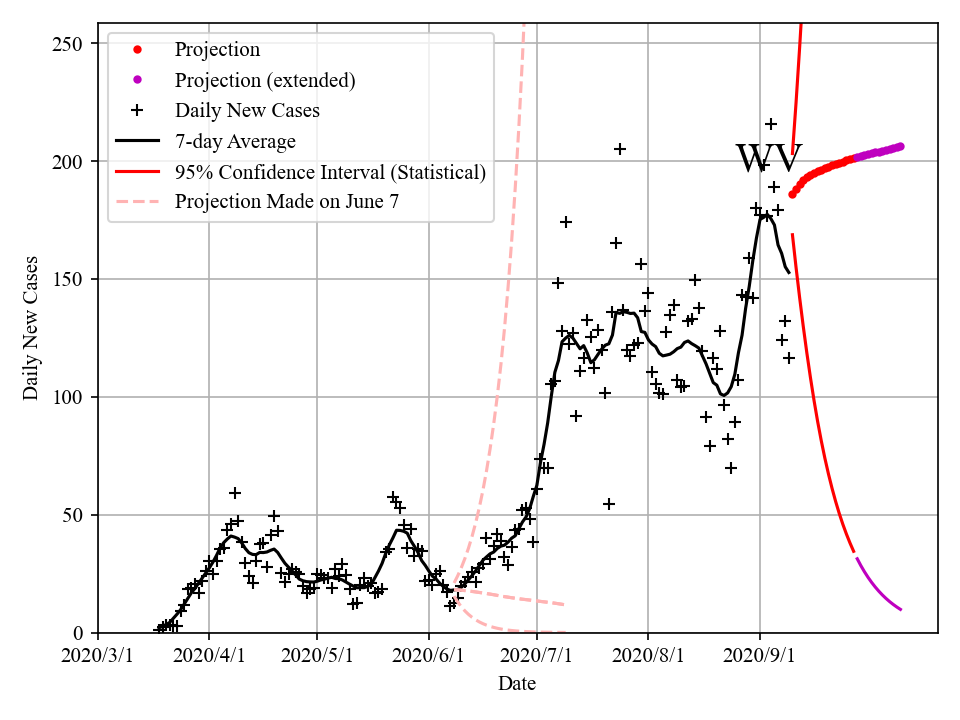 250
200
150
100
50
0
Daily New Cases
Projection
Projection (extended)
Daily New Cases
7-day Average
95% Confidence Interval (Statistical)
Projection Made on June 7
WV
2020/3/1 2020/4/1 2020/5/1 2020/6/1 2020/7/1 2020/8/1 2020/9/1
Date